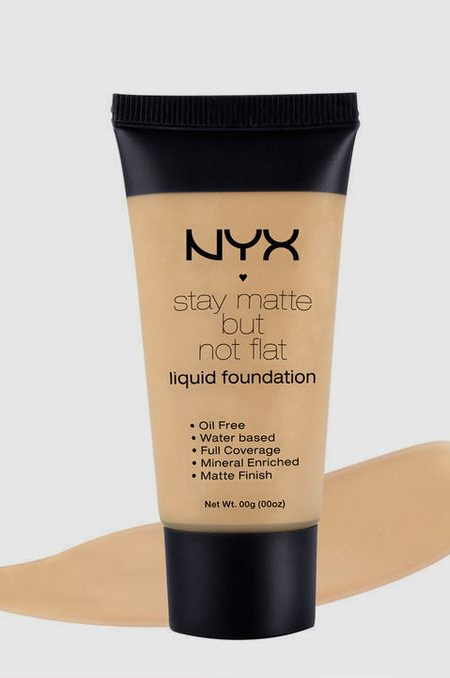 NYX
stay matte
but
not flat
liquid foundation
• Oil Free
• Water based
• Full Coverage
• Mineral Enriched
• Matte Finish
Net Wt. 00g (00oz)